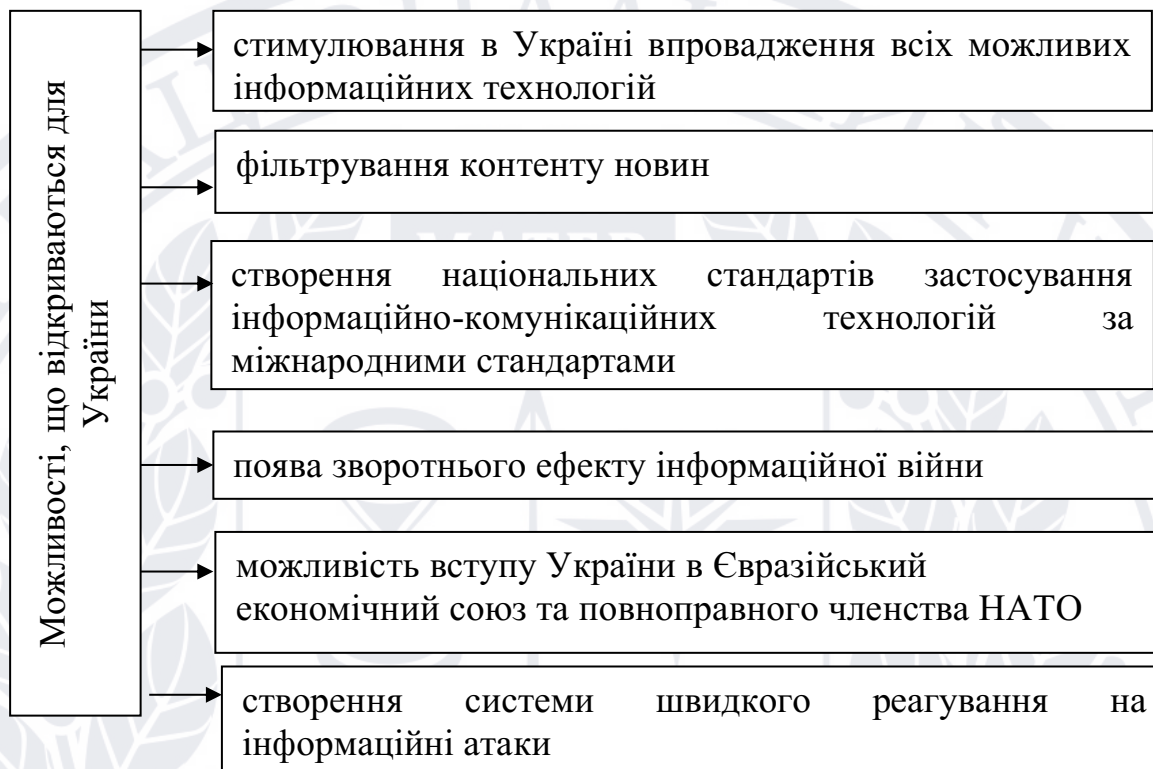 Можливості, що відкриваються для
України
стимулювання в Україні впровадження всіх можливих
інформаційних технологій
фільтрування контенту новин
створення національних стандартів застосування
інформаційно-комунікаційних технологій за
міжнародними стандартами
поява зворотнього ефекту інформаційної війни
можливість вступу України в Євразійський
економічний союз та повноправного членства НАТО
створення системи швидкого реагування на
інформаційні атаки